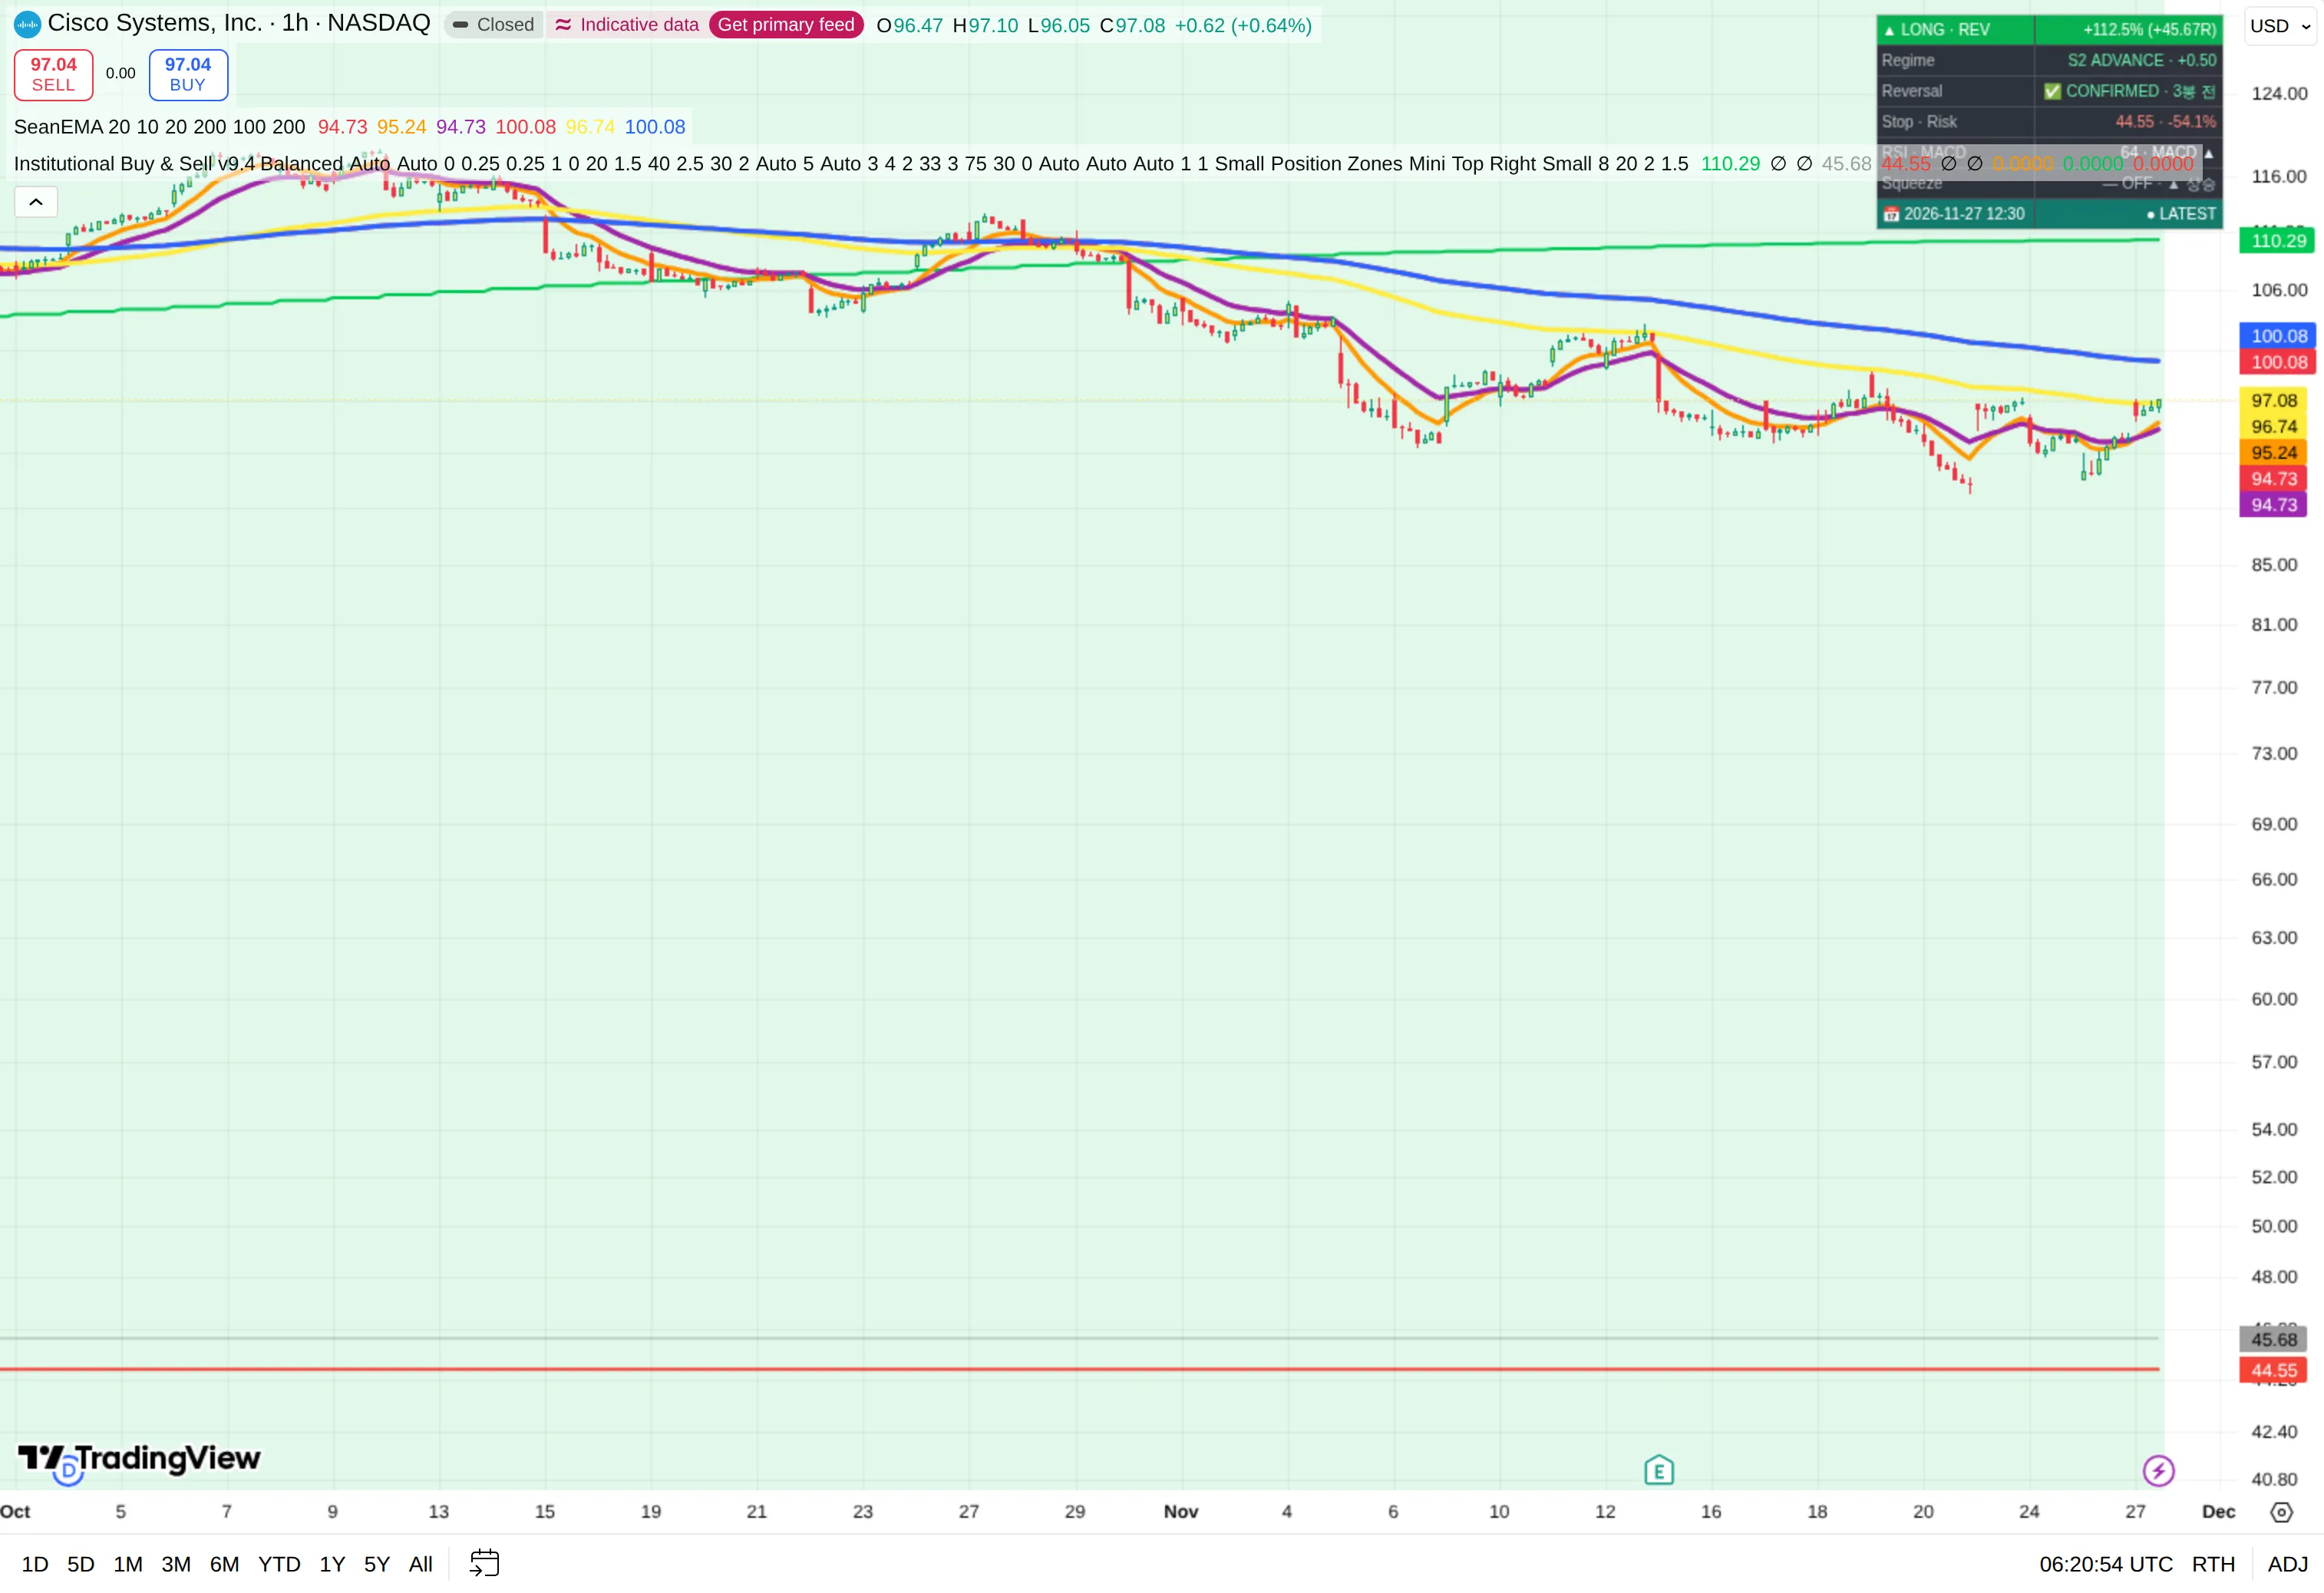 Cisco Systems, Inc. · 1h · NASDAQ Closed Indicative data Get primary feed O96.47 H97.10 L96.05 C97.08 +0.62 (+0.64%)
97.04 SELL 0.00 97.04 BUY
SeanEMA 20 10 20 200 100 200 94.73 95.24 94.73 100.08 96.74 100.08
Institutional Buy & Sell v9.4 Balanced Auto Auto 0 0.25 0.25 1 0 20 1.5 40 2.5 30 2 Auto 5 Auto 3 4 2 33 3 75 30 0 Auto Auto Auto 1 1 Small Position Zones Mini Top Right Small 8 20 2 1.5 110.29 ∅ ∅ 45.68 44.55 ∅ ∅ 0.0000 0.0000 0.0000
▲ LONG · REV +112.5% (+45.67R)
Regime S2 ADVANCE · +0.50
Reversal ✅ CONFIRMED · 3봉 전
Stop · Risk 44.55 · -54.1%
RSI · MACD 64 · MACD ▲
Squeeze — OFF · ▲ 상승
📅 2026-11-27 12:30 ● LATEST
USD
124.00
116.00
110.29
106.00
100.08
100.08
97.08
96.74
95.24
94.73
94.73
85.00
81.00
77.00
73.00
69.00
66.00
63.00
60.00
57.00
54.00
52.00
50.00
48.00
45.68
44.55
42.40
40.80
TradingView
D
E
Oct 5 7 9 13 15 19 21 23 27 29 Nov 4 6 10 12 16 18 20 24 27 Dec
1D 5D 1M 3M 6M YTD 1Y 5Y All 06:20:54 UTC RTH ADJ